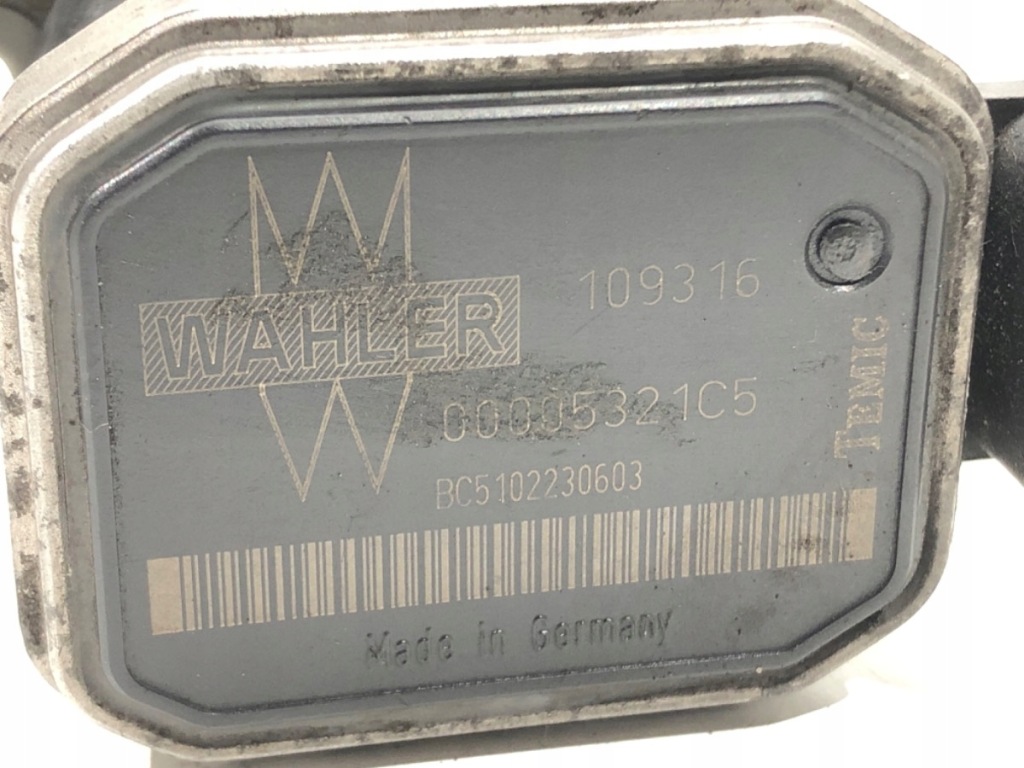 WAHLER
109316
00005321C5
BC5102230603
TEMIC
Made in Germany